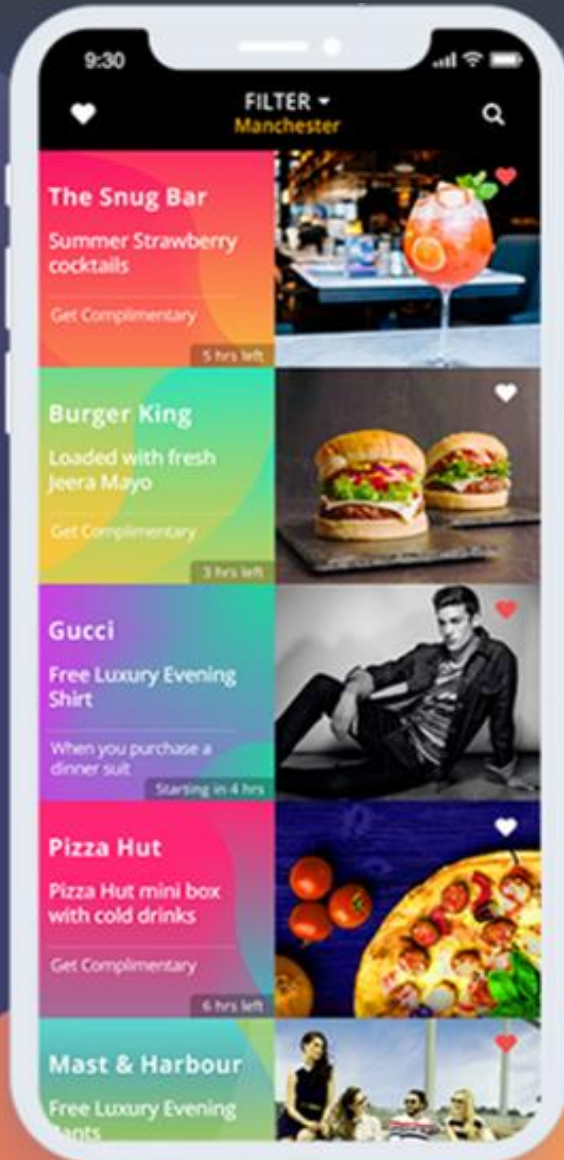 9:30
FILTER
Manchester
The Snug Bar
Summer Strawberry
cocktails
Get Complimentary
5 hrs left
Burger King
Loaded with fresh
Jeera Mayo
Get Complimentary
3 hrs left
Gucci
Free Luxury Evening
Shirt
When you purchase a
dinner suit
Starting in 4 hrs
Pizza Hut
Pizza Hut mini box
with cold drinks
Get Complimentary
6 hrs left
Mast & Harbour
Free Luxury Evening
Pants